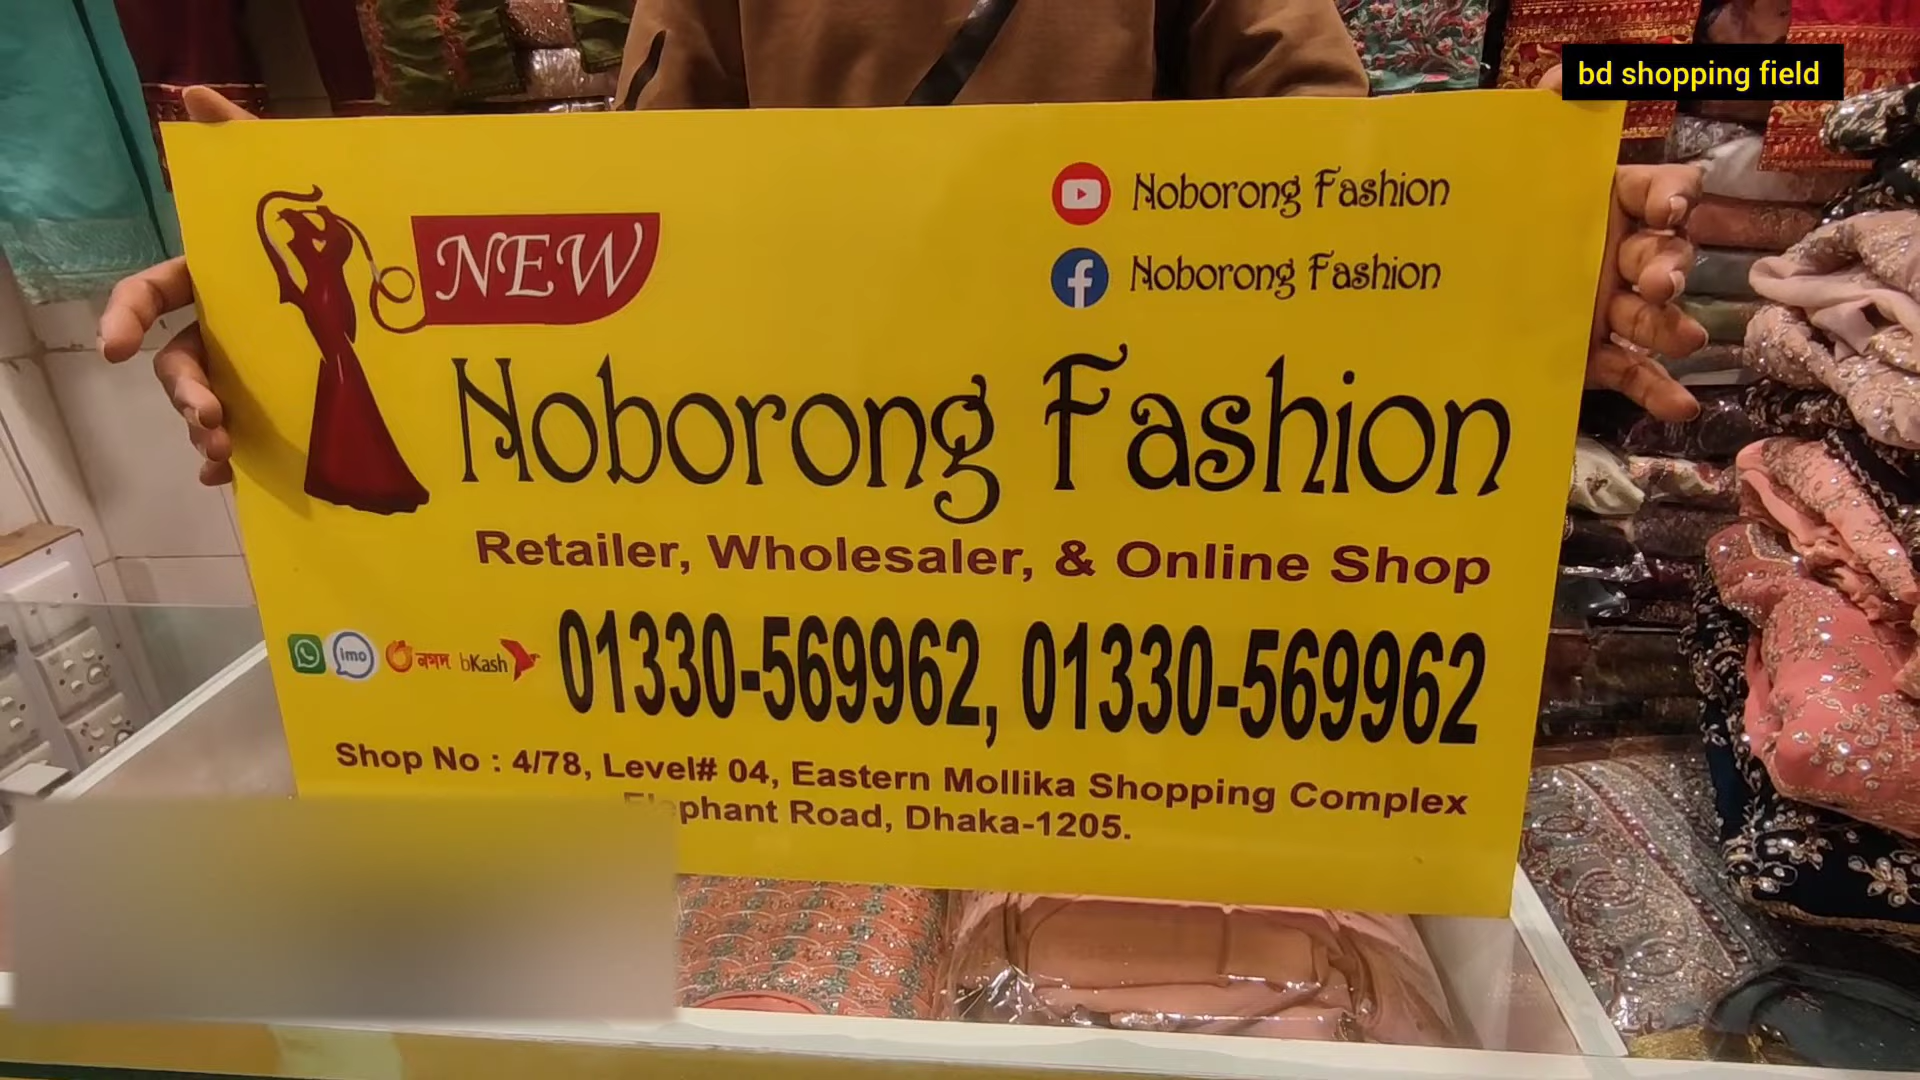 bd shopping field
Noborong Fashion
NEW
Noborong Fashion
Noborong Fashion
Retailer, Wholesaler, & Online Shop
imo নগদ bKash 01330-569962, 01330-569962
Shop No : 4/78, Level# 04, Eastern Mollika Shopping Complex
Elephant Road, Dhaka-1205.